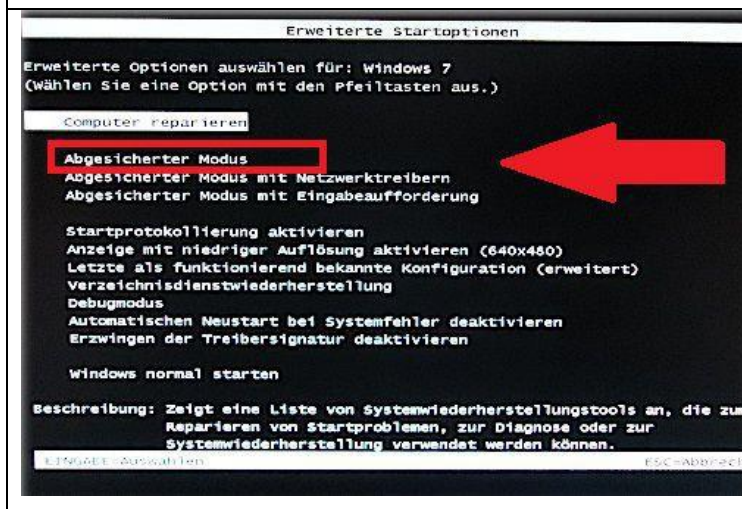 Erweiterte Startoptionen
Erweiterte Optionen auswählen für: Windows 7
(Wählen Sie eine Option mit den Pfeiltasten aus.)
Computer reparieren
Abgesicherter Modus
Abgesicherter Modus mit Netzwerktreibern
Abgesicherter Modus mit Eingabeaufforderung
Startprotokollierung aktivieren
Anzeige mit niedriger Auflösung aktivieren (640x480)
Letzte als funktionierend bekannte Konfiguration (erweitert)
Verzeichnisdienstwiederherstellung
Debugmodus
Automatischen Neustart bei Systemfehler deaktivieren
Erzwingen der Treibersignatur deaktivieren
Windows normal starten
Beschreibung: Zeigt eine Liste von Systemwiederherstellungstools an, die zum
Reparieren von Startproblemen, zur Diagnose oder zur
Systemwiederherstellung verwendet werden können.
EINGABE=Auswählen ESC=Abbrech